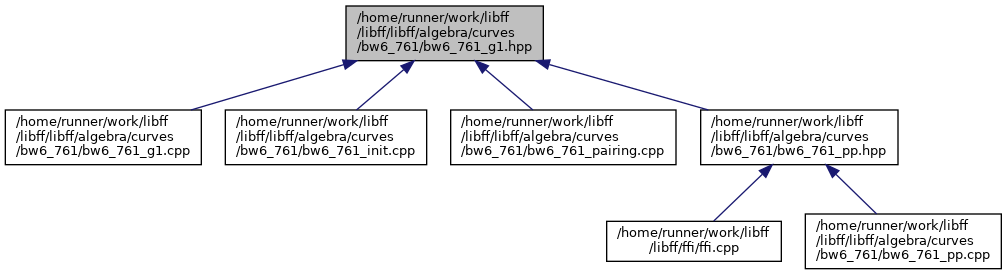 /home/runner/work/libff
/libff/libff/algebra/curves
/bw6_761/bw6_761_g1.hpp
/home/runner/work/libff
/libff/libff/algebra/curves
/bw6_761/bw6_761_g1.cpp
/home/runner/work/libff
/libff/libff/algebra/curves
/bw6_761/bw6_761_init.cpp
/home/runner/work/libff
/libff/libff/algebra/curves
/bw6_761/bw6_761_pairing.cpp
/home/runner/work/libff
/libff/libff/algebra/curves
/bw6_761/bw6_761_pp.hpp
/home/runner/work/libff
/libff/ffi/ffi.cpp
/home/runner/work/libff
/libff/libff/algebra/curves
/bw6_761/bw6_761_pp.cpp